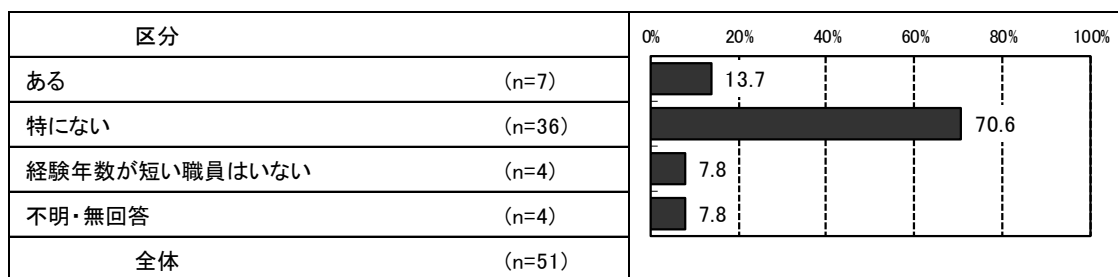 区分
0% 20% 40% 60% 80% 100%
ある (n=7) 13.7
特にない (n=36) 70.6
経験年数が短い職員はいない (n=4) 7.8
不明・無回答 (n=4) 7.8
全体 (n=51)